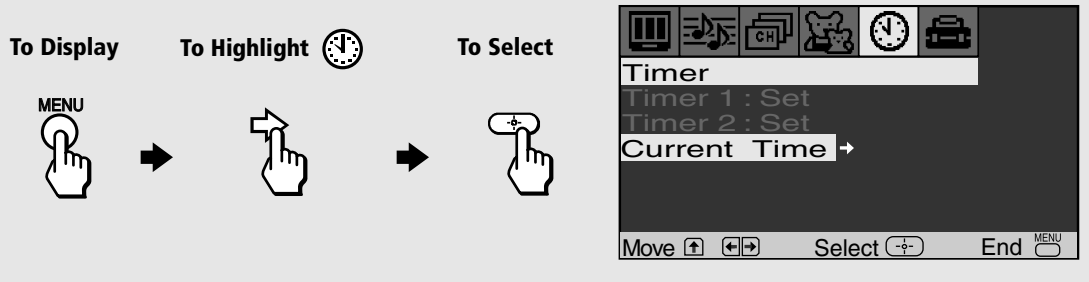 To Display
To Highlight
To Select
MENU
CH
Timer
Timer 1 : Set
Timer 2 : Set
Current Time
Move Select End MENU